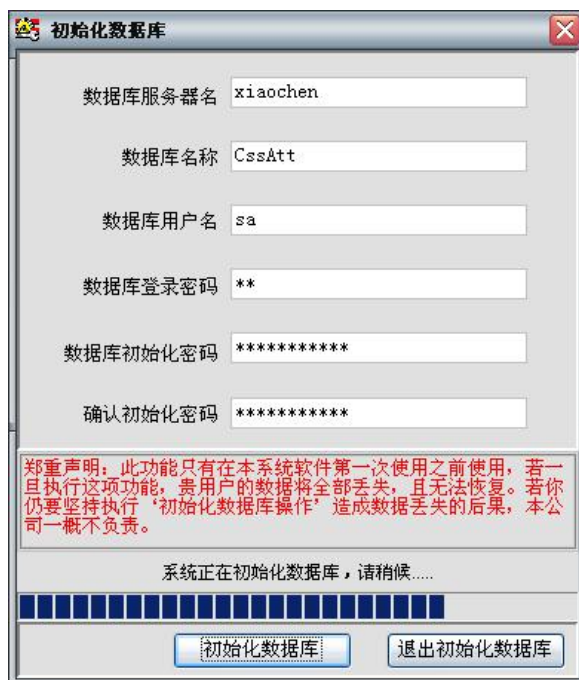 初始化数据库
数据库服务器名 xiaochen
数据库名称 CssAtt
数据库用户名 sa
数据库登录密码 **
数据库初始化密码 ***********
确认初始化密码 ***********
郑重声明：此功能只有在本系统软件第一次使用之前使用，若一
旦执行这项功能，贵用户的数据将全部丢失，且无法恢复。若你
仍要坚持执行‘初始化数据库操作’造成数据丢失的后果，本公
司一概不负责。
系统正在初始化数据库，请稍候.....
初始化数据库 退出初始化数据库